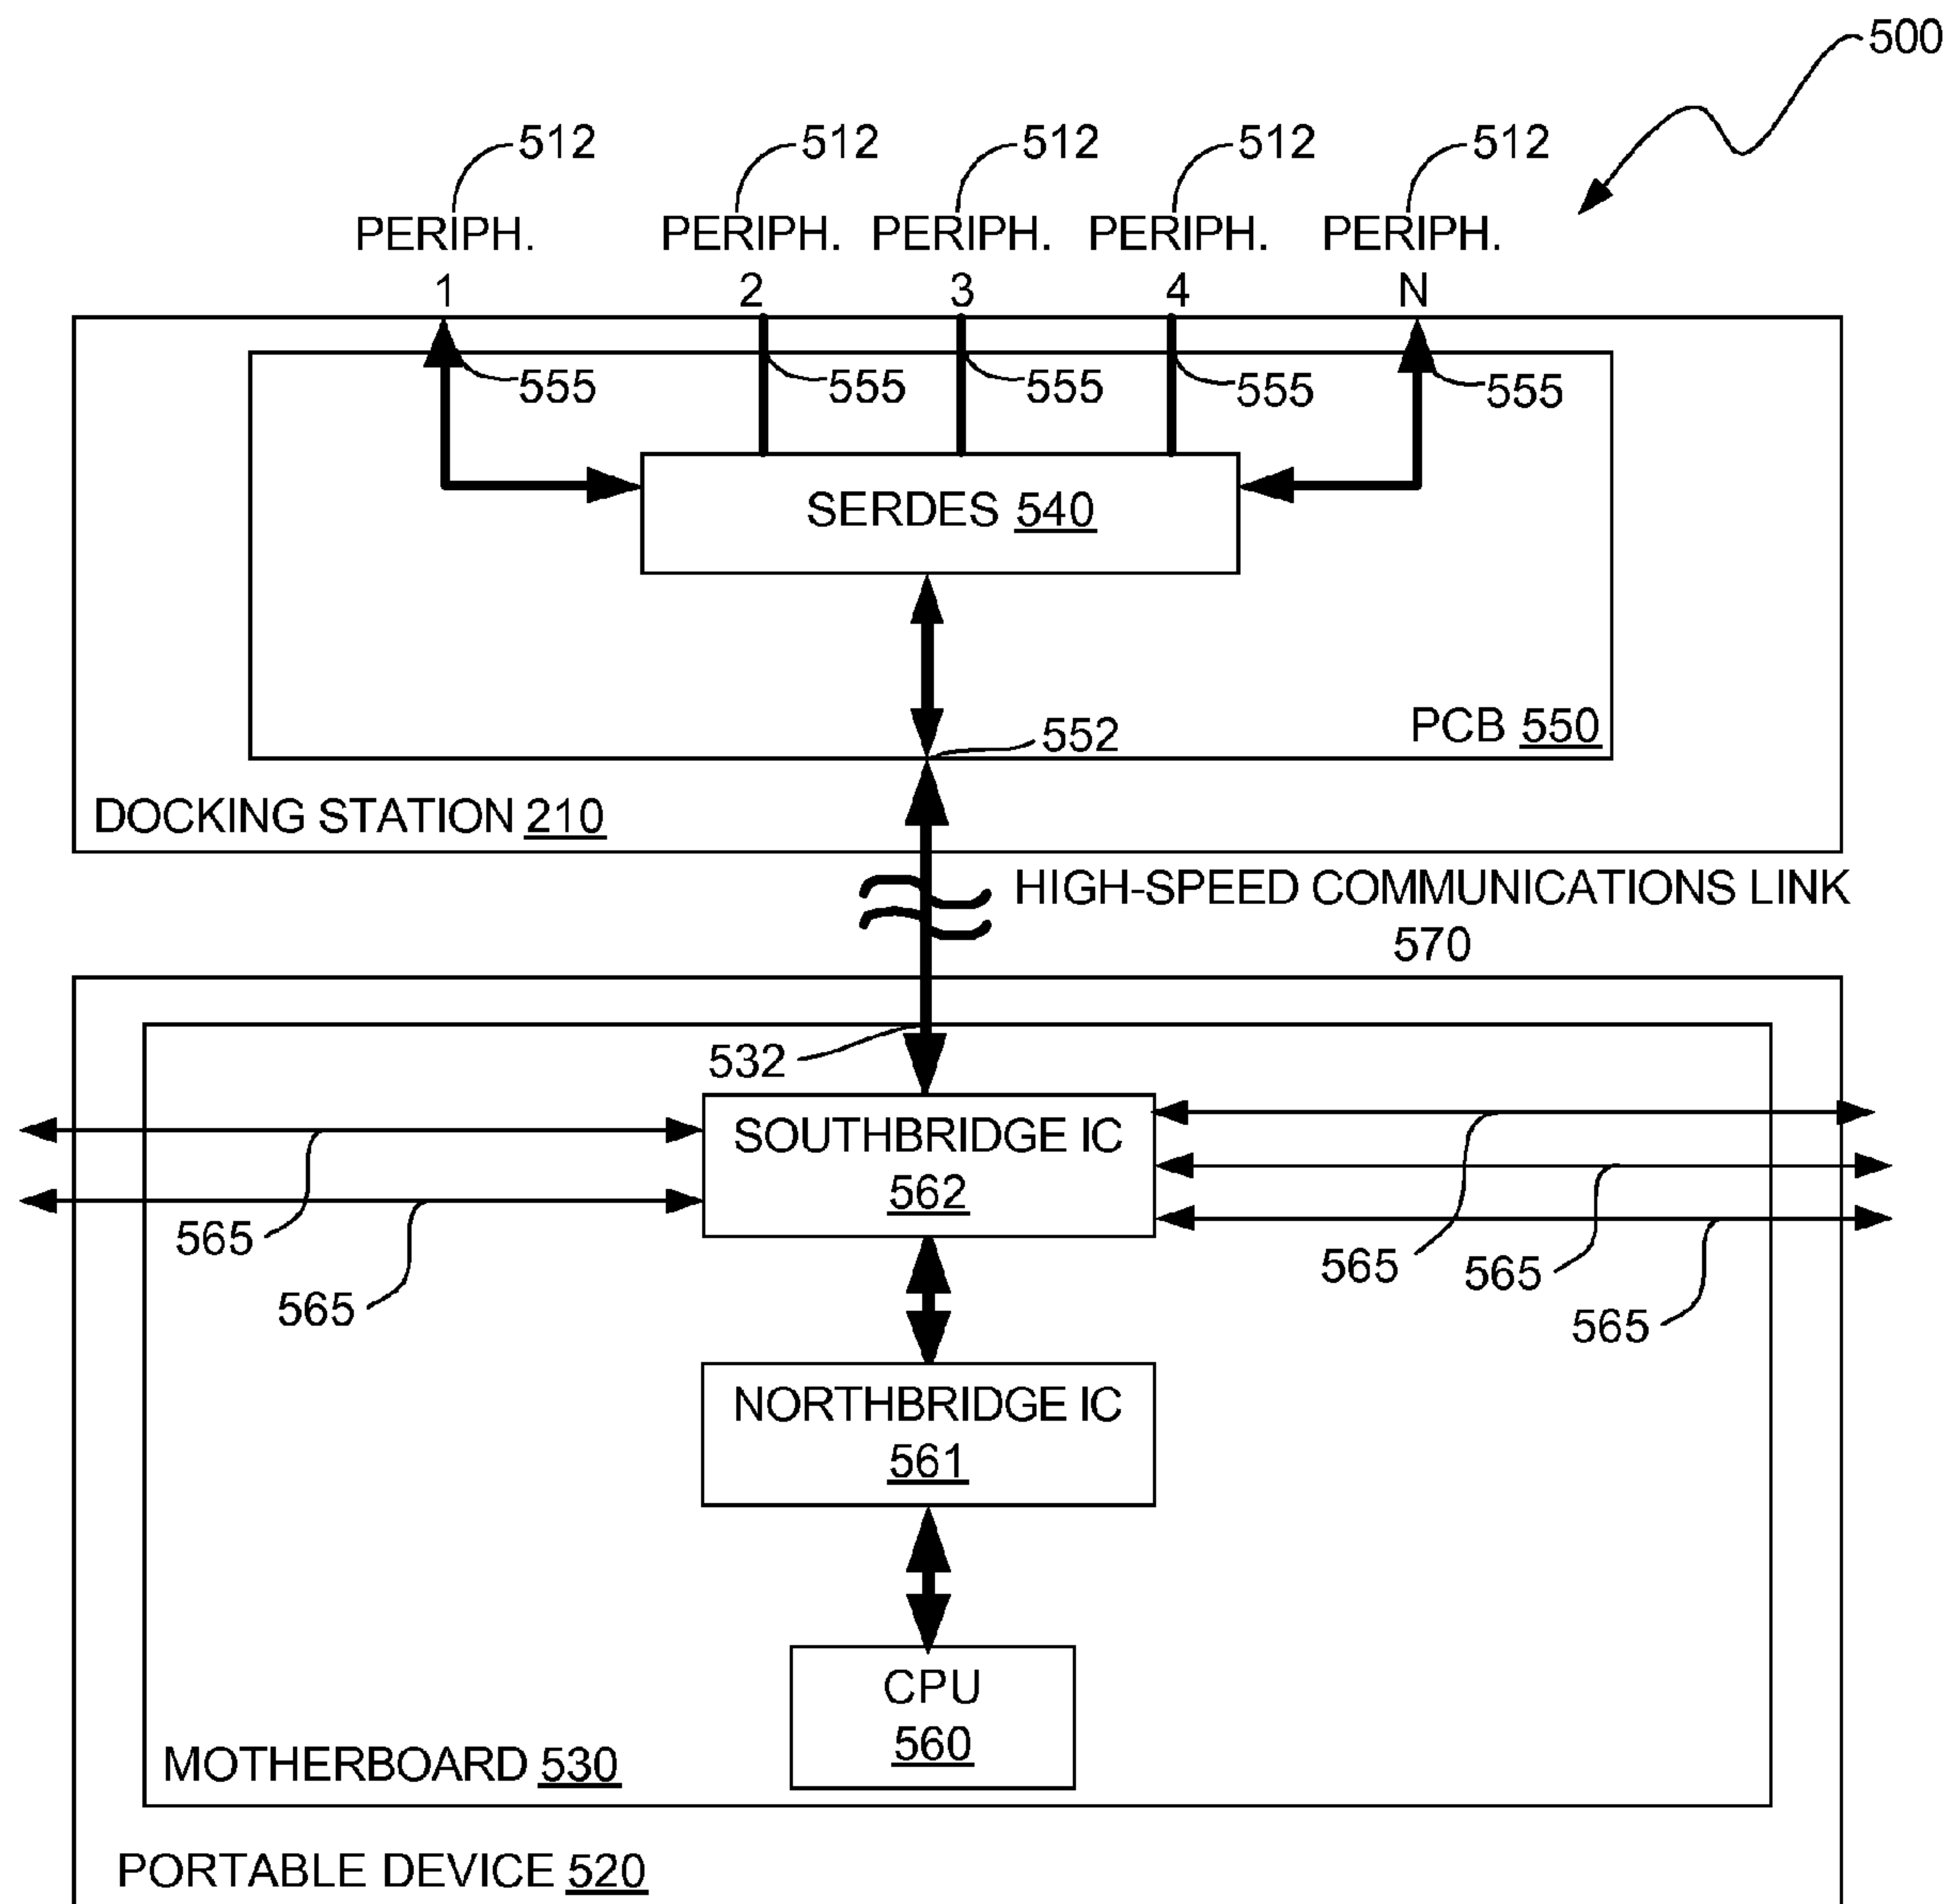 500
512 512 512 512 512
PERIPH. PERIPH. PERIPH. PERIPH. PERIPH.
1 2 3 4 N
555 555 555 555 555
SERDES 540
552
PCB 550
DOCKING STATION 210
HIGH-SPEED COMMUNICATIONS LINK
570
532
SOUTHBRIDGE IC
562
565 565 565
565 565
NORTHBRIDGE IC
561
CPU
560
MOTHERBOARD 530
PORTABLE DEVICE 520